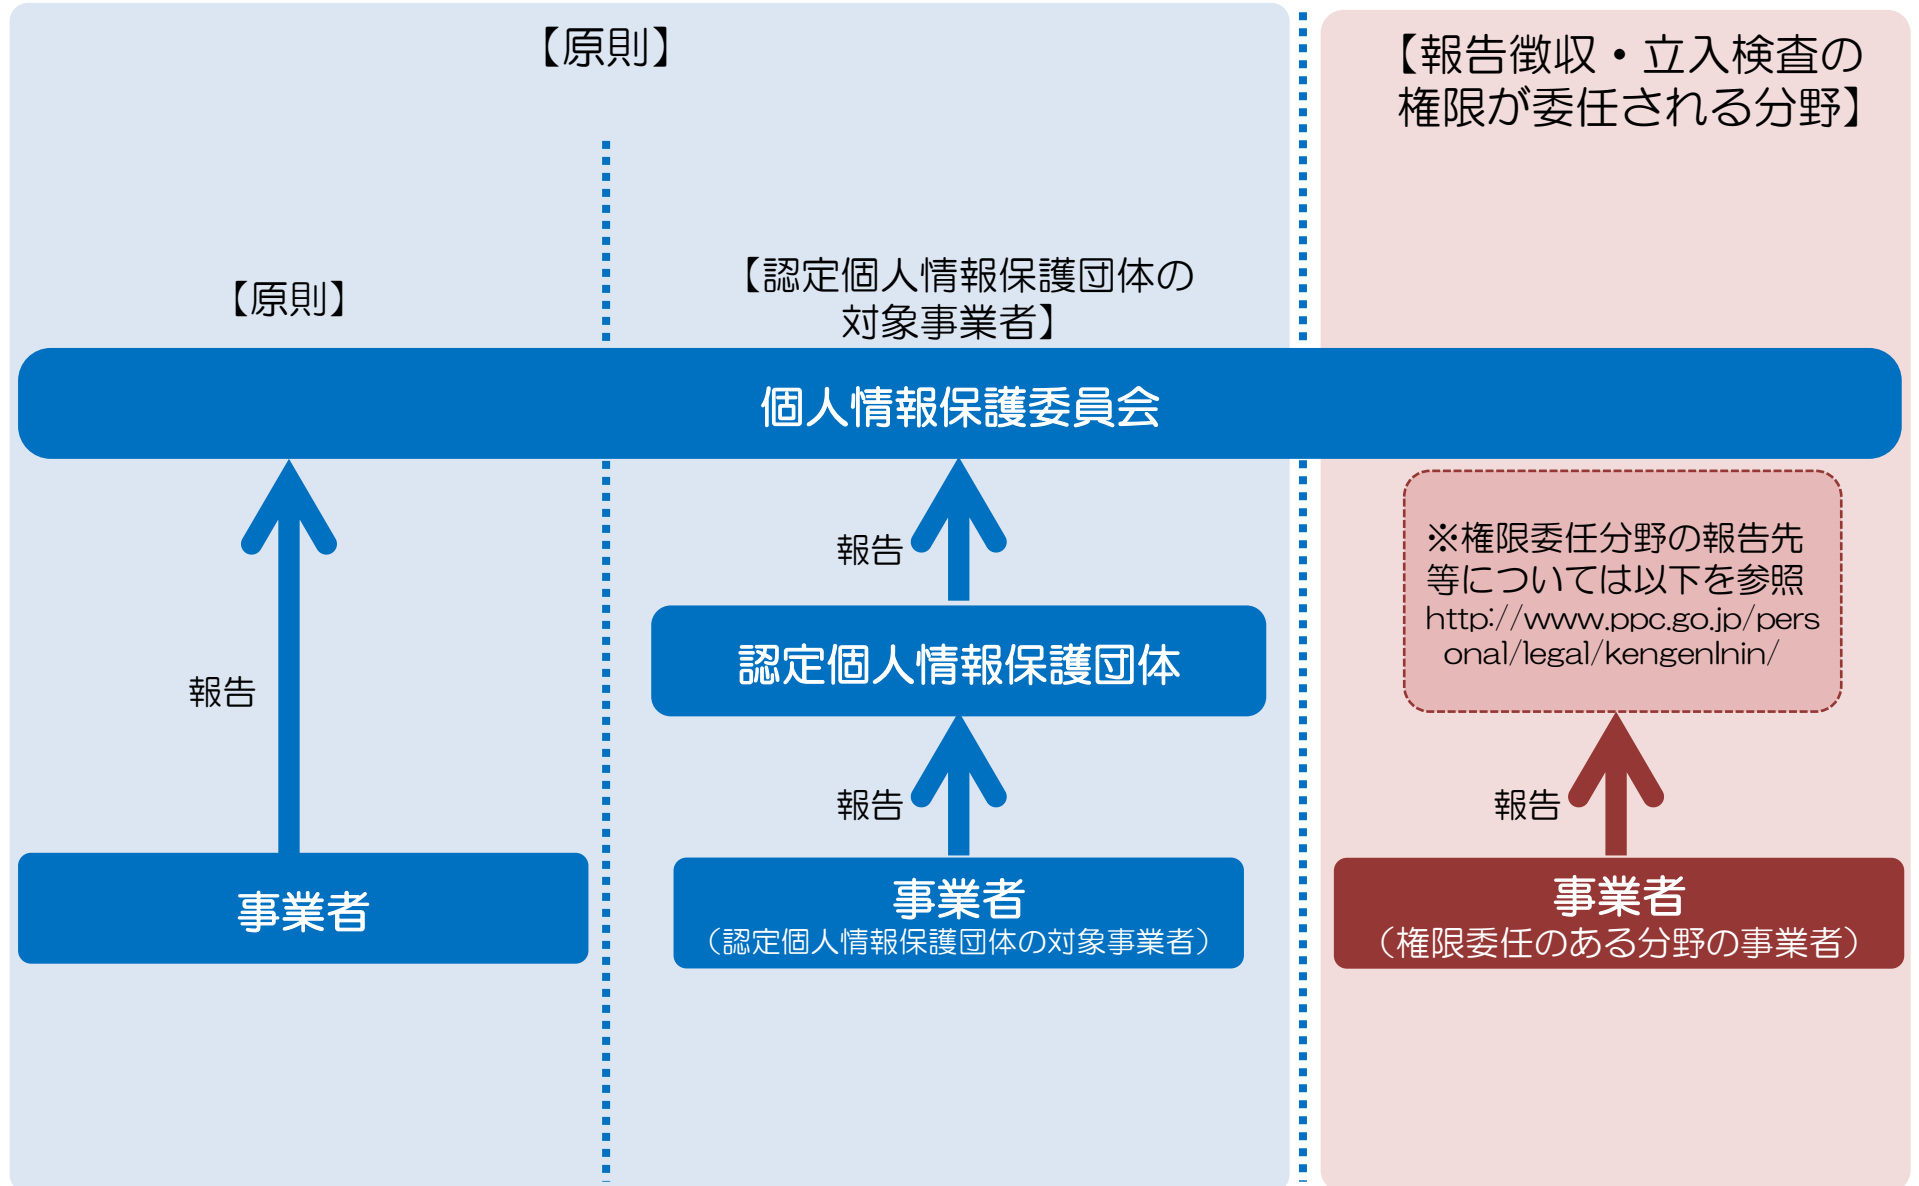 【原則】
【報告徴収・立入検査の
権限が委任される分野】
【原則】
【認定個人情報保護団体の
対象事業者】
個人情報保護委員会
報告
報告
認定個人情報保護団体
報告
※権限委任分野の報告先
等については以下を参照
http://www.ppc.go.jp/pers
onal/legal/kengenInin/
報告
事業者
事業者
（認定個人情報保護団体の対象事業者）
事業者
（権限委任のある分野の事業者）